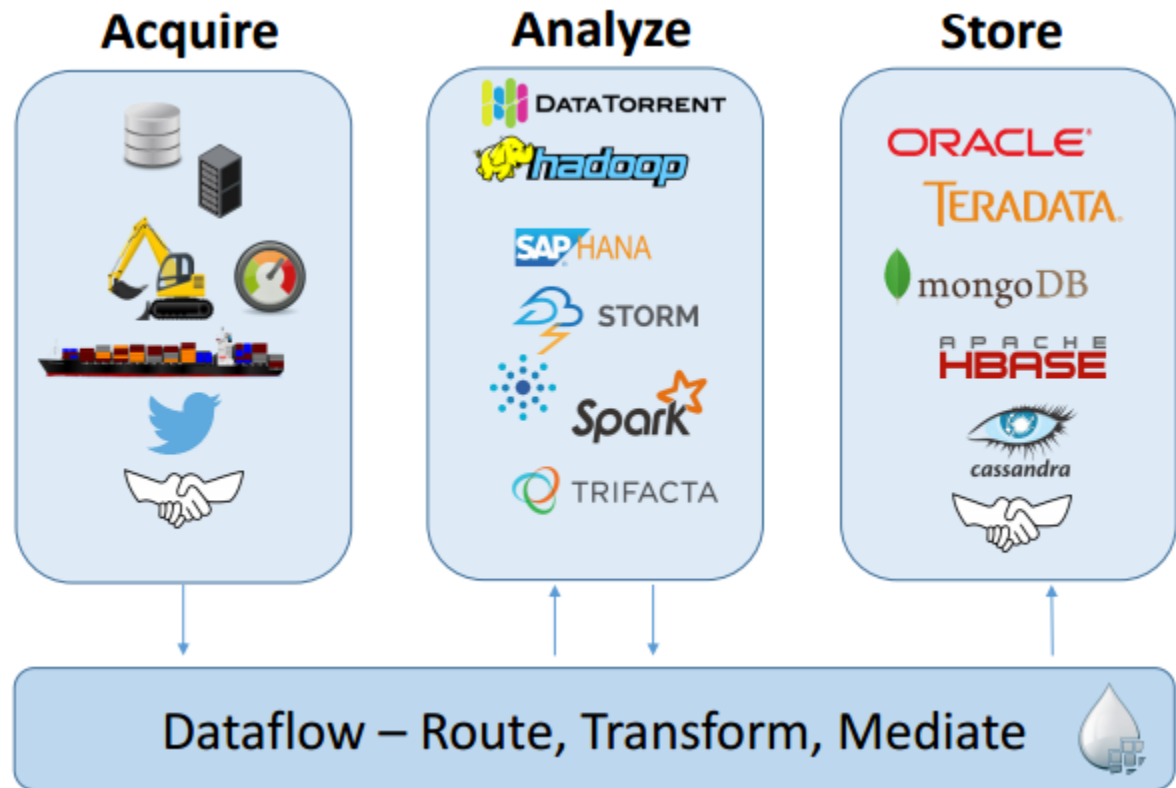 Acquire
Analyze
Store
DATATORRENT
hadoop
SAP HANA
STORM
Spark
TRIFACTA
ORACLE®
TERADATA®
mongoDB
APACHE
HBASE
cassandra
Dataflow – Route, Transform, Mediate